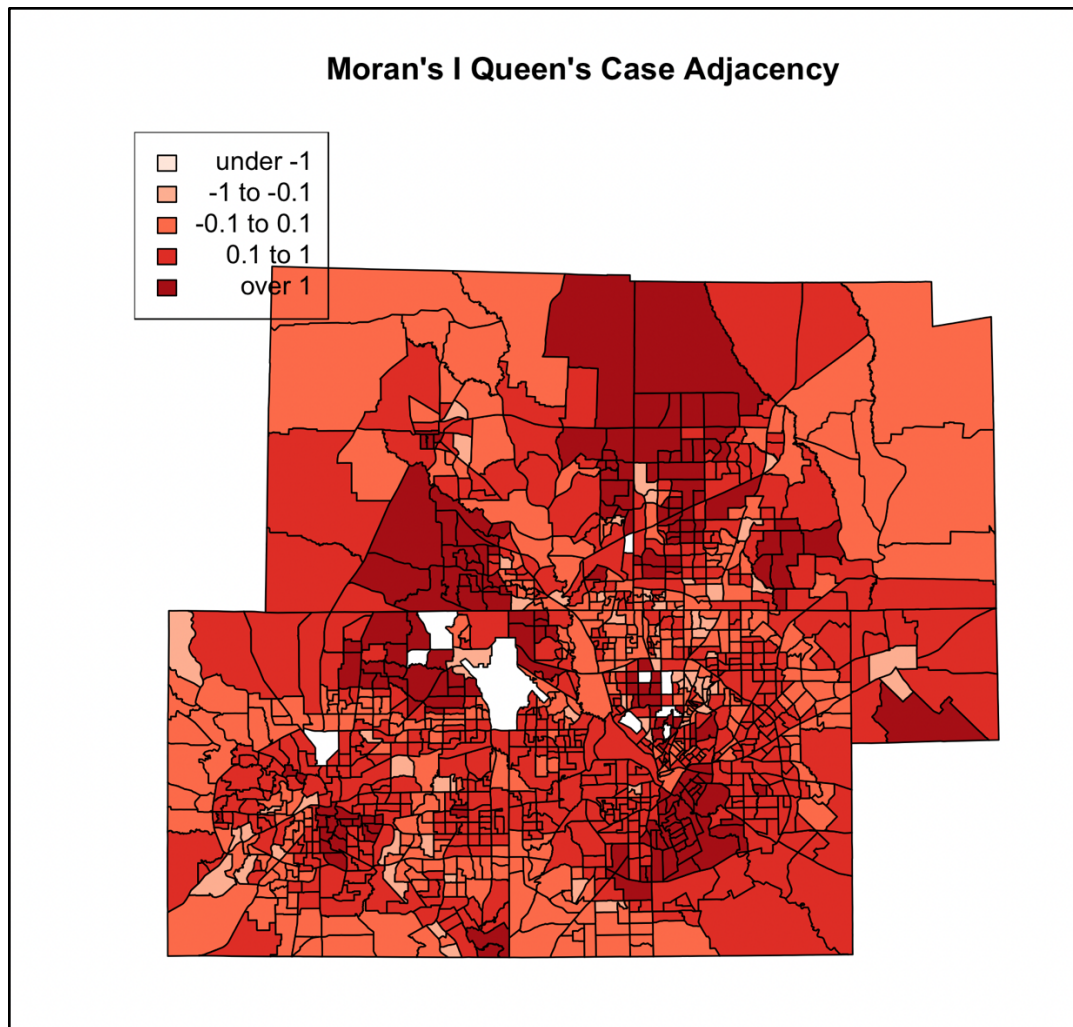 Moran's I Queen's Case Adjacency
under -1
-1 to -0.1
-0.1 to 0.1
0.1 to 1
over 1